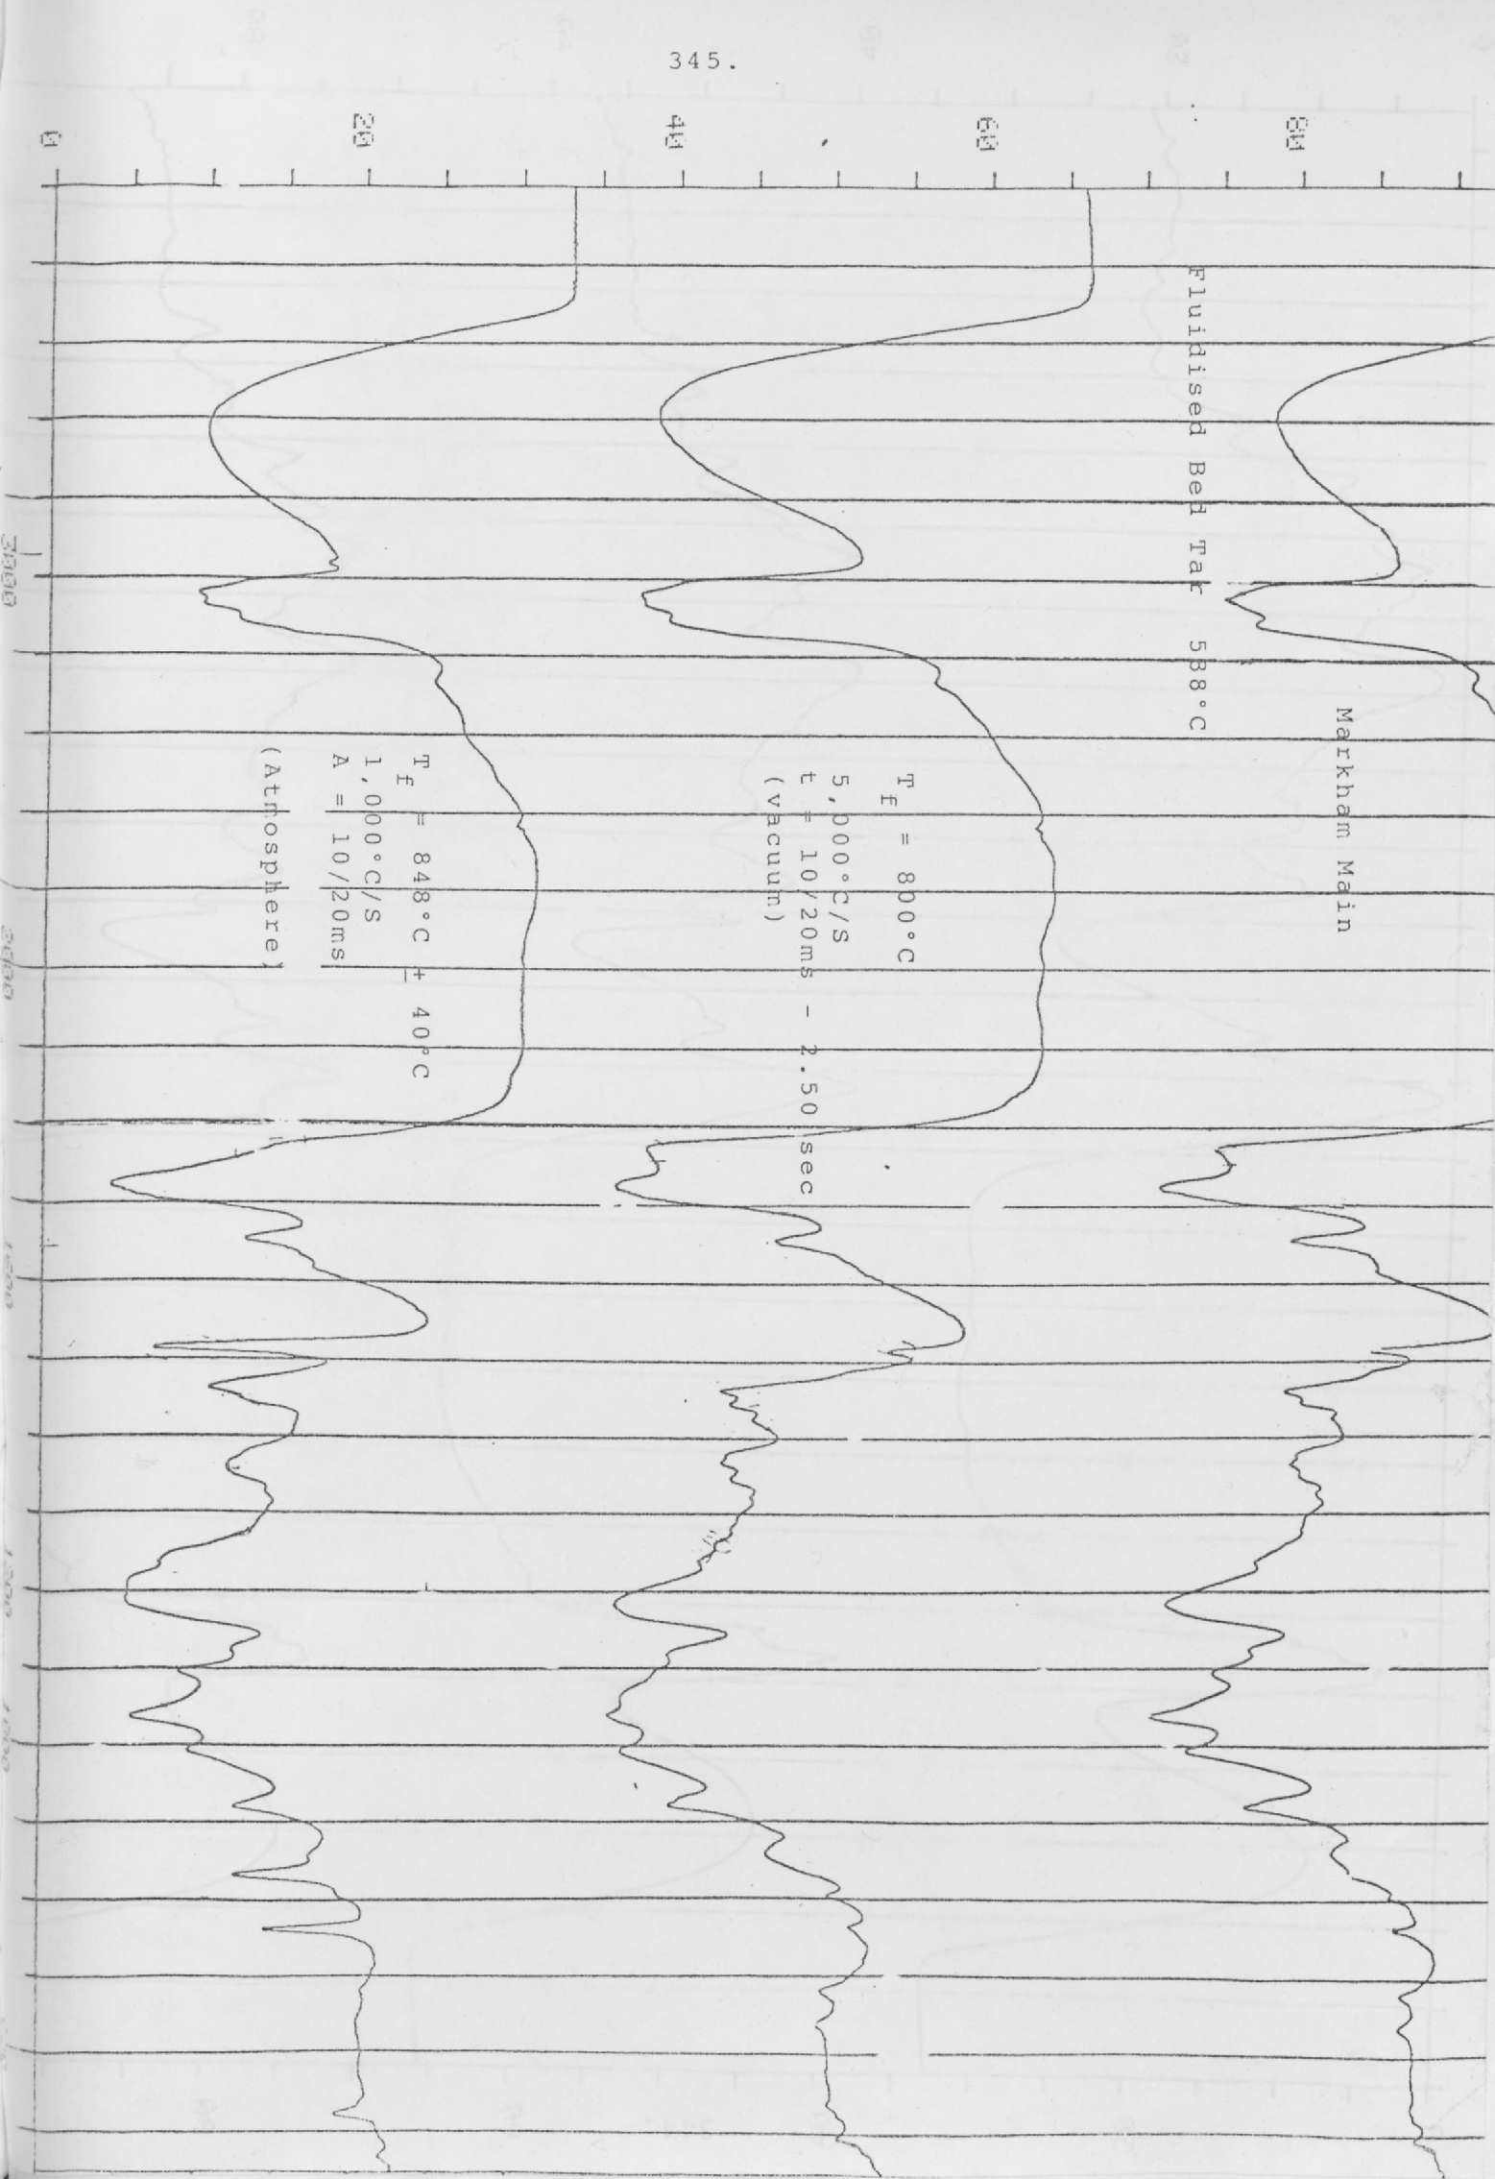 345.
0
20
40
60
80
Markham Main
Fluidised Bed Tar 538°C
T_f = 800°C
5,000°C/S
t = 10/20ms - 2.50 sec
(vacuum)
T_f = 848°C ± 40°C
1,000°C/S
A = 10/20ms
(Atmosphere)
3000
2000